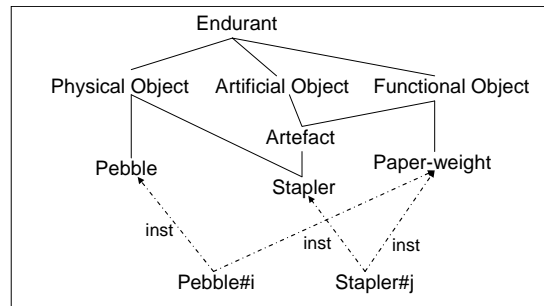 Endurant
Physical Object Artificial Object Functional Object
Artefact
Pebble Paper-weight
Stapler
inst inst inst
Pebble#i Stapler#j